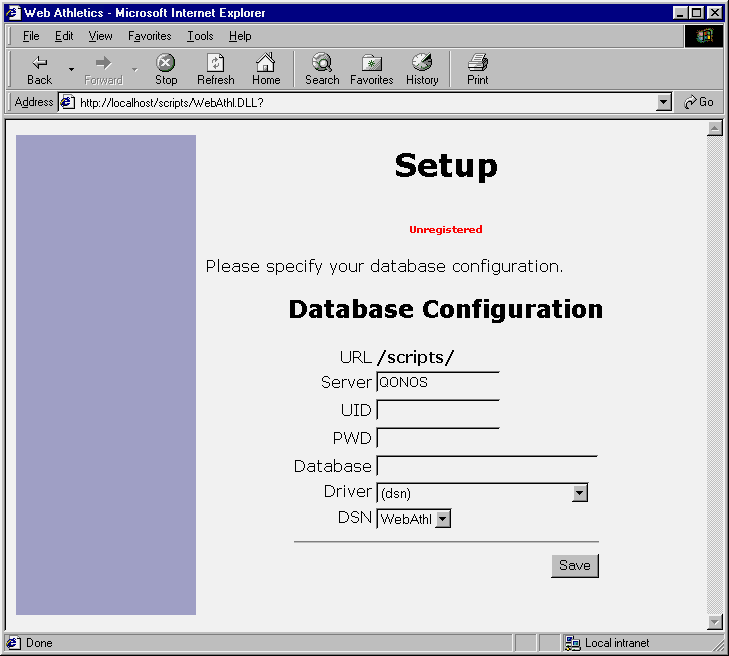 Web Athletics - Microsoft Internet Explorer
File Edit View Favorites Tools Help
Back Forward Stop Refresh Home Search Favorites History Print
Address http://localhost/scripts/WebAthl.DLL? Go
Setup
Unregistered
Please specify your database configuration.
Database Configuration
URL /scripts/
Server QONOS
UID
PWD
Database
Driver (dsn)
DSN WebAthl
Save
Done Local intranet